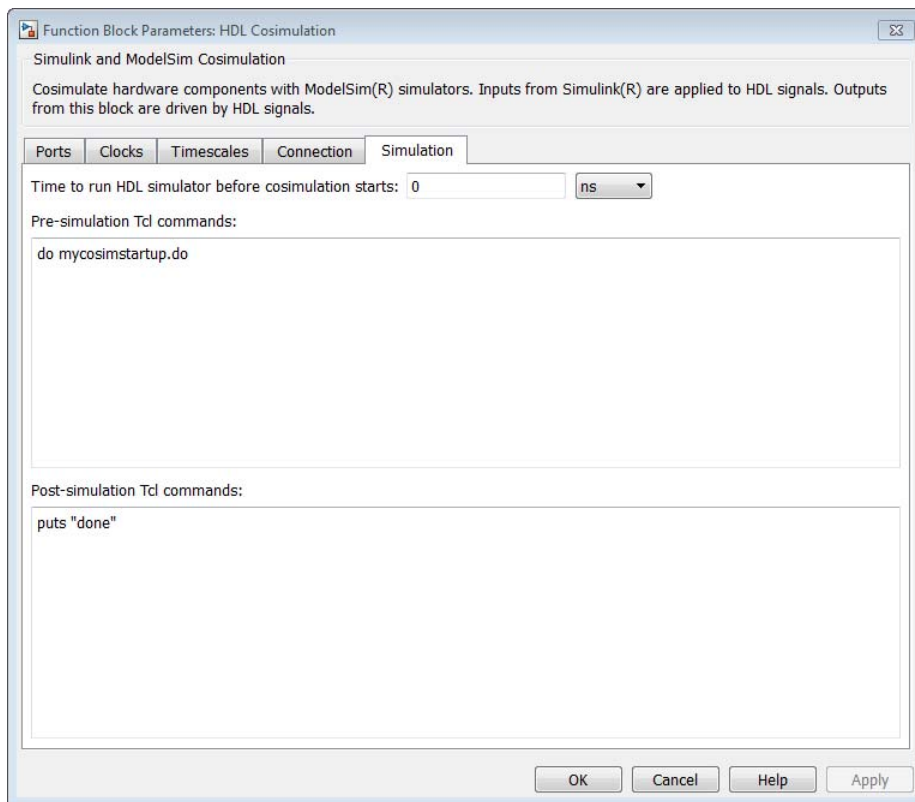 Function Block Parameters: HDL Cosimulation
Simulink and ModelSim Cosimulation
Cosimulate hardware components with ModelSim(R) simulators. Inputs from Simulink(R) are applied to HDL signals. Outputs
from this block are driven by HDL signals.
Ports Clocks Timescales Connection Simulation
Time to run HDL simulator before cosimulation starts: 0 ns
Pre-simulation Tcl commands:
do mycosimstartup.do
Post-simulation Tcl commands:
puts "done"
OK Cancel Help Apply